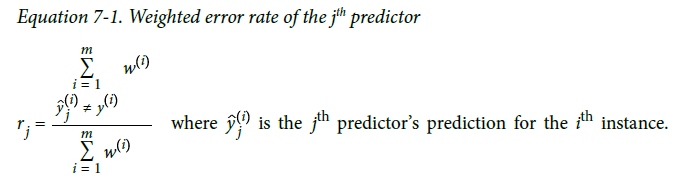 Equation 7-1. Weighted error rate of the jth predictor
m
∑ w(i)
i = 1
ŷj(i) ≠ y(i)
rj = where ŷj(i) is the jth predictor's prediction for the ith instance.
m
∑ w(i)
i = 1